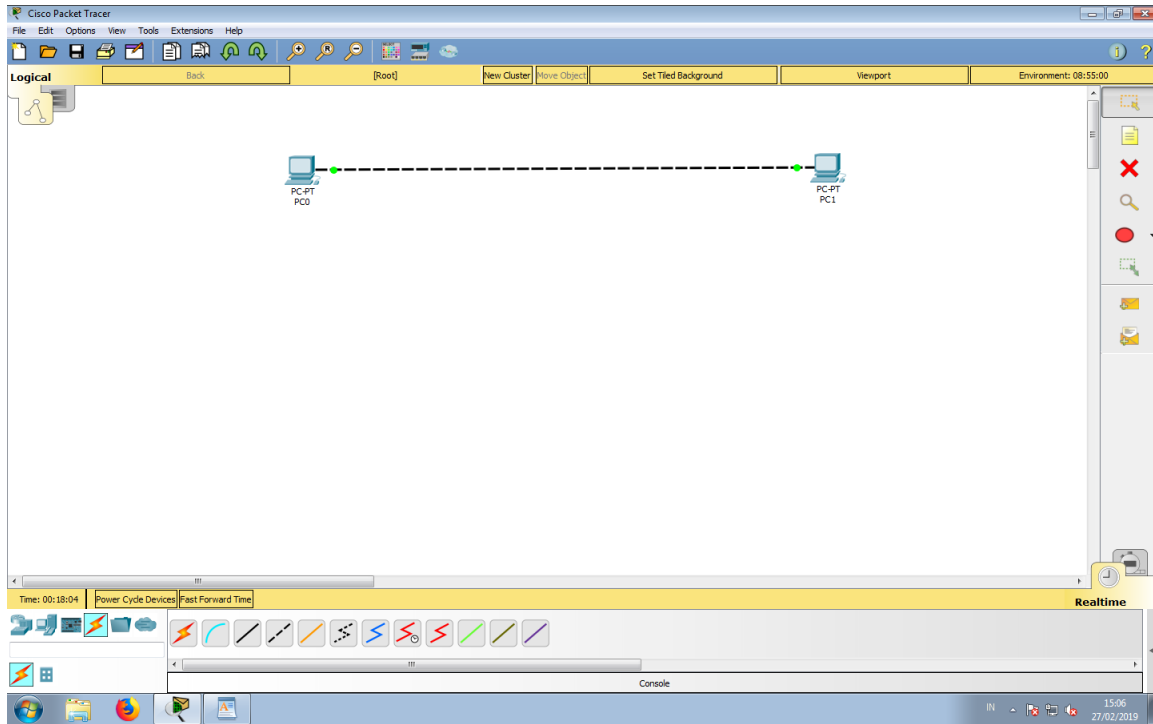 Cisco Packet Tracer
File Edit Options View Tools Extensions Help
Logical Back [Root] New Cluster Move Object Set Tiled Background Viewport Environment: 08:55:00
PC-PT
PC0
PC-PT
PC1
Time: 00:18:04 Power Cycle Devices Fast Forward Time Realtime
Console
IN 15:06
27/02/2019